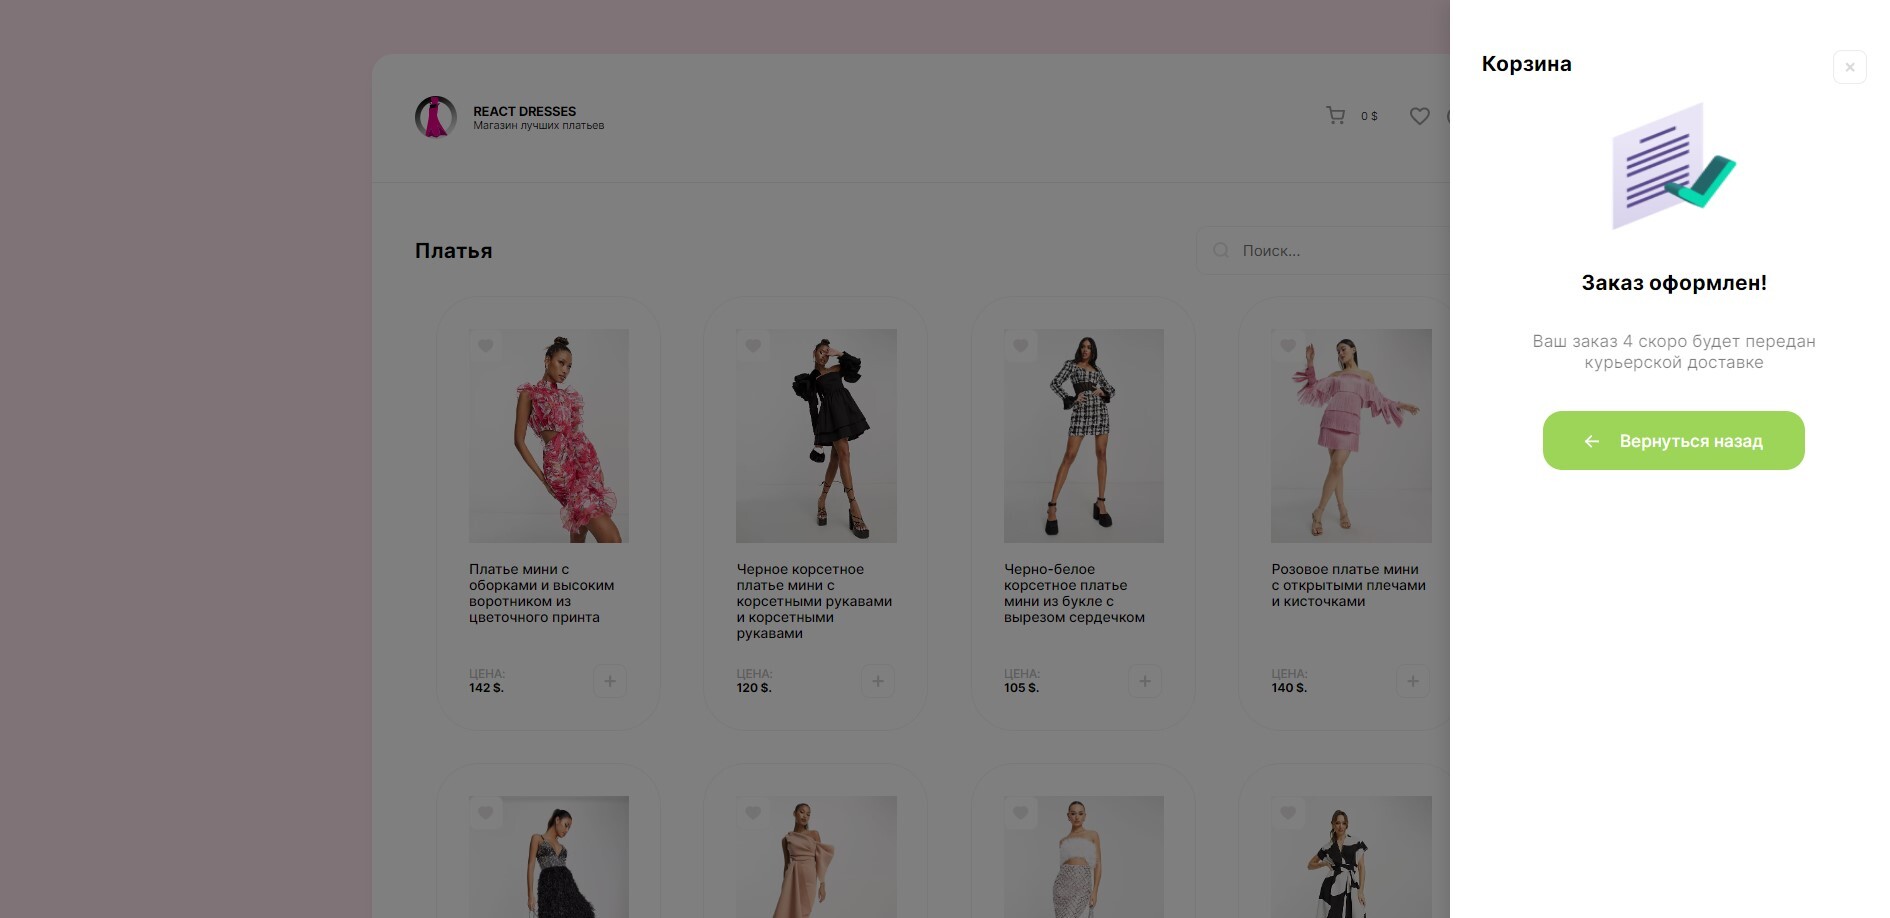 REACT DRESSES
Магазин лучших платьев
0 $
Платья
Поиск...
Платье мини с
оборками и высоким
воротником из
цветочного принта
ЦЕНА:
142 $.
Черное корсетное
платье мини с
корсетными рукавами
и корсетными
рукавами
ЦЕНА:
120 $.
Черно-белое
корсетное платье
мини из букле с
вырезом сердечком
ЦЕНА:
105 $.
Розовое платье мини
с открытыми плечами
и кисточками
ЦЕНА:
140 $.
Корзина
Заказ оформлен!
Ваш заказ 4 скоро будет передан
курьерской доставке
Вернуться назад